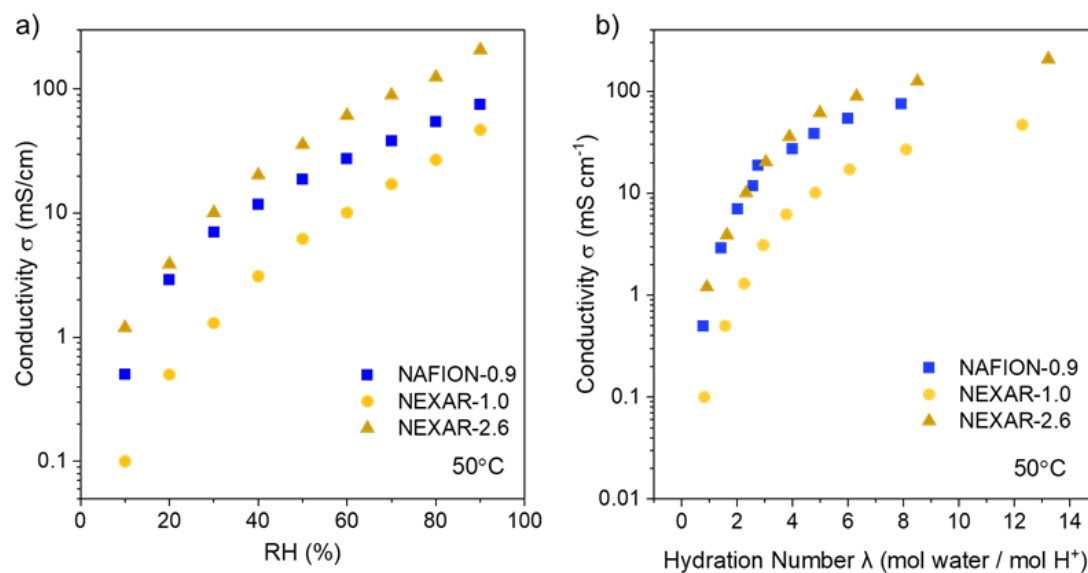 a)
Conductivity σ (mS/cm)
100
10
1
0.1
NAFION-0.9
NEXAR-1.0
NEXAR-2.6
50°C
0 20 40 60 80 100
RH (%)
b)
Conductivity σ (mS cm⁻¹)
100
10
1
0.1
0.01
NAFION-0.9
NEXAR-1.0
NEXAR-2.6
50°C
0 2 4 6 8 10 12 14
Hydration Number λ (mol water / mol H⁺)